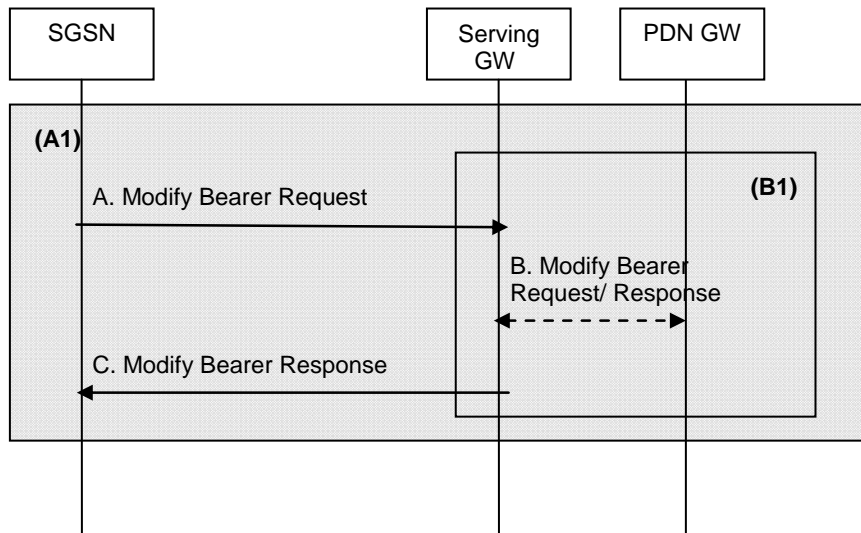 SGSN
Serving
GW
PDN GW
(A1)
(B1)
A. Modify Bearer Request
B. Modify Bearer
Request/ Response
C. Modify Bearer Response